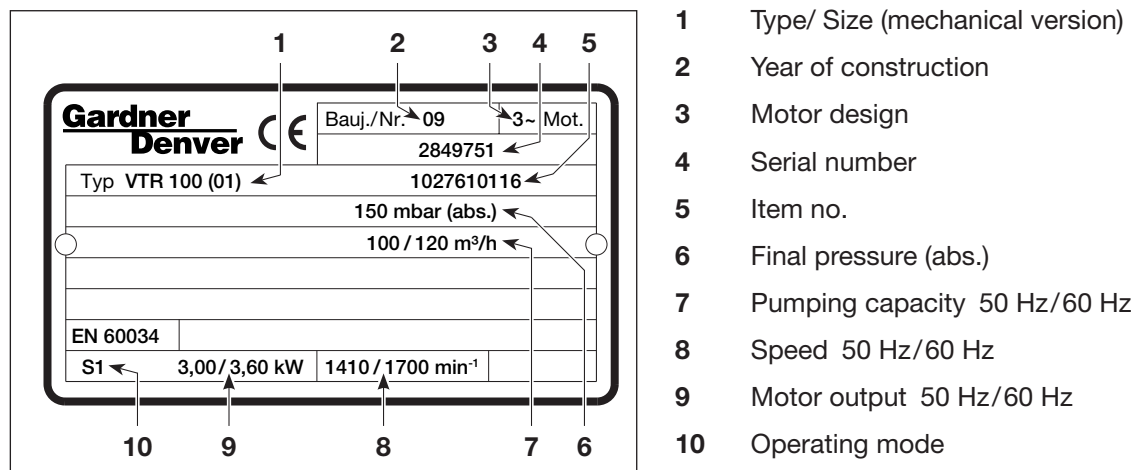 1 2 3 4 5
Gardner
Denver
CE
Bauj./Nr. 09 3~ Mot.
2849751
Typ VTR 100 (01) 1027610116
150 mbar (abs.)
100 / 120 m³/h
EN 60034
S1 3,00/3,60 kW 1410/1700 min⁻¹
10 9 8 7 6
1 Type/ Size (mechanical version)
2 Year of construction
3 Motor design
4 Serial number
5 Item no.
6 Final pressure (abs.)
7 Pumping capacity 50 Hz/60 Hz
8 Speed 50 Hz/60 Hz
9 Motor output 50 Hz/60 Hz
10 Operating mode